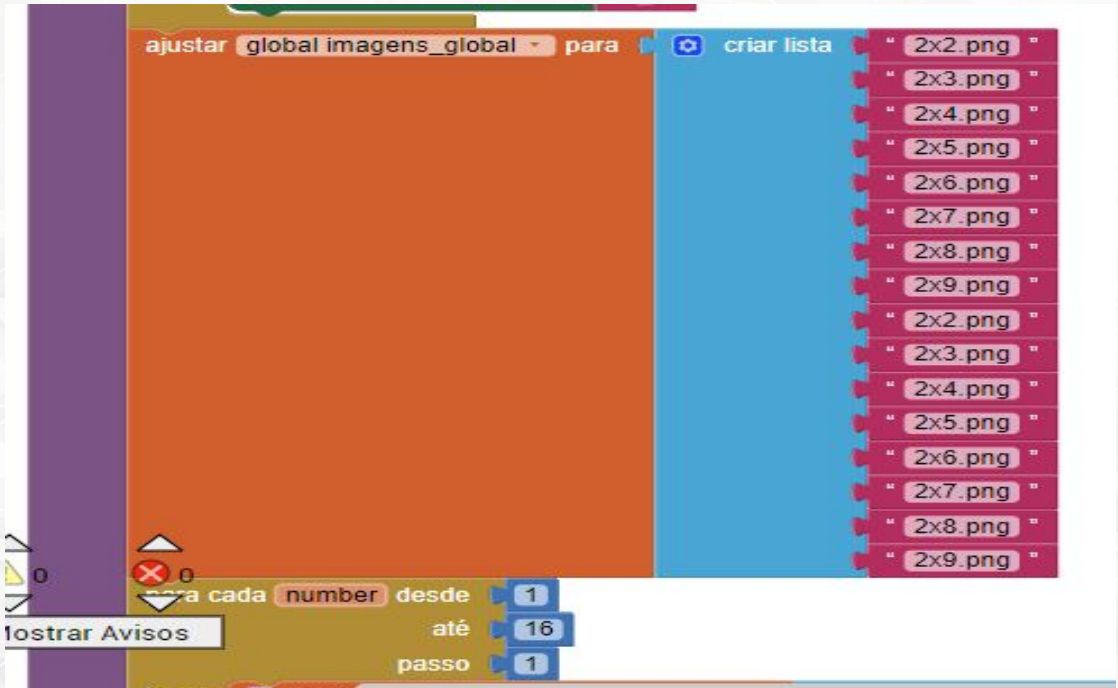 ajustar global imagens_global para criar lista " 2x2.png "
" 2x3.png "
" 2x4.png "
" 2x5.png "
" 2x6.png "
" 2x7.png "
" 2x8.png "
" 2x9.png "
" 2x2.png "
" 2x3.png "
" 2x4.png "
" 2x5.png "
" 2x6.png "
" 2x7.png "
" 2x8.png "
" 2x9.png "
0 0
cada number desde 1
Avisos até 16
passo 1